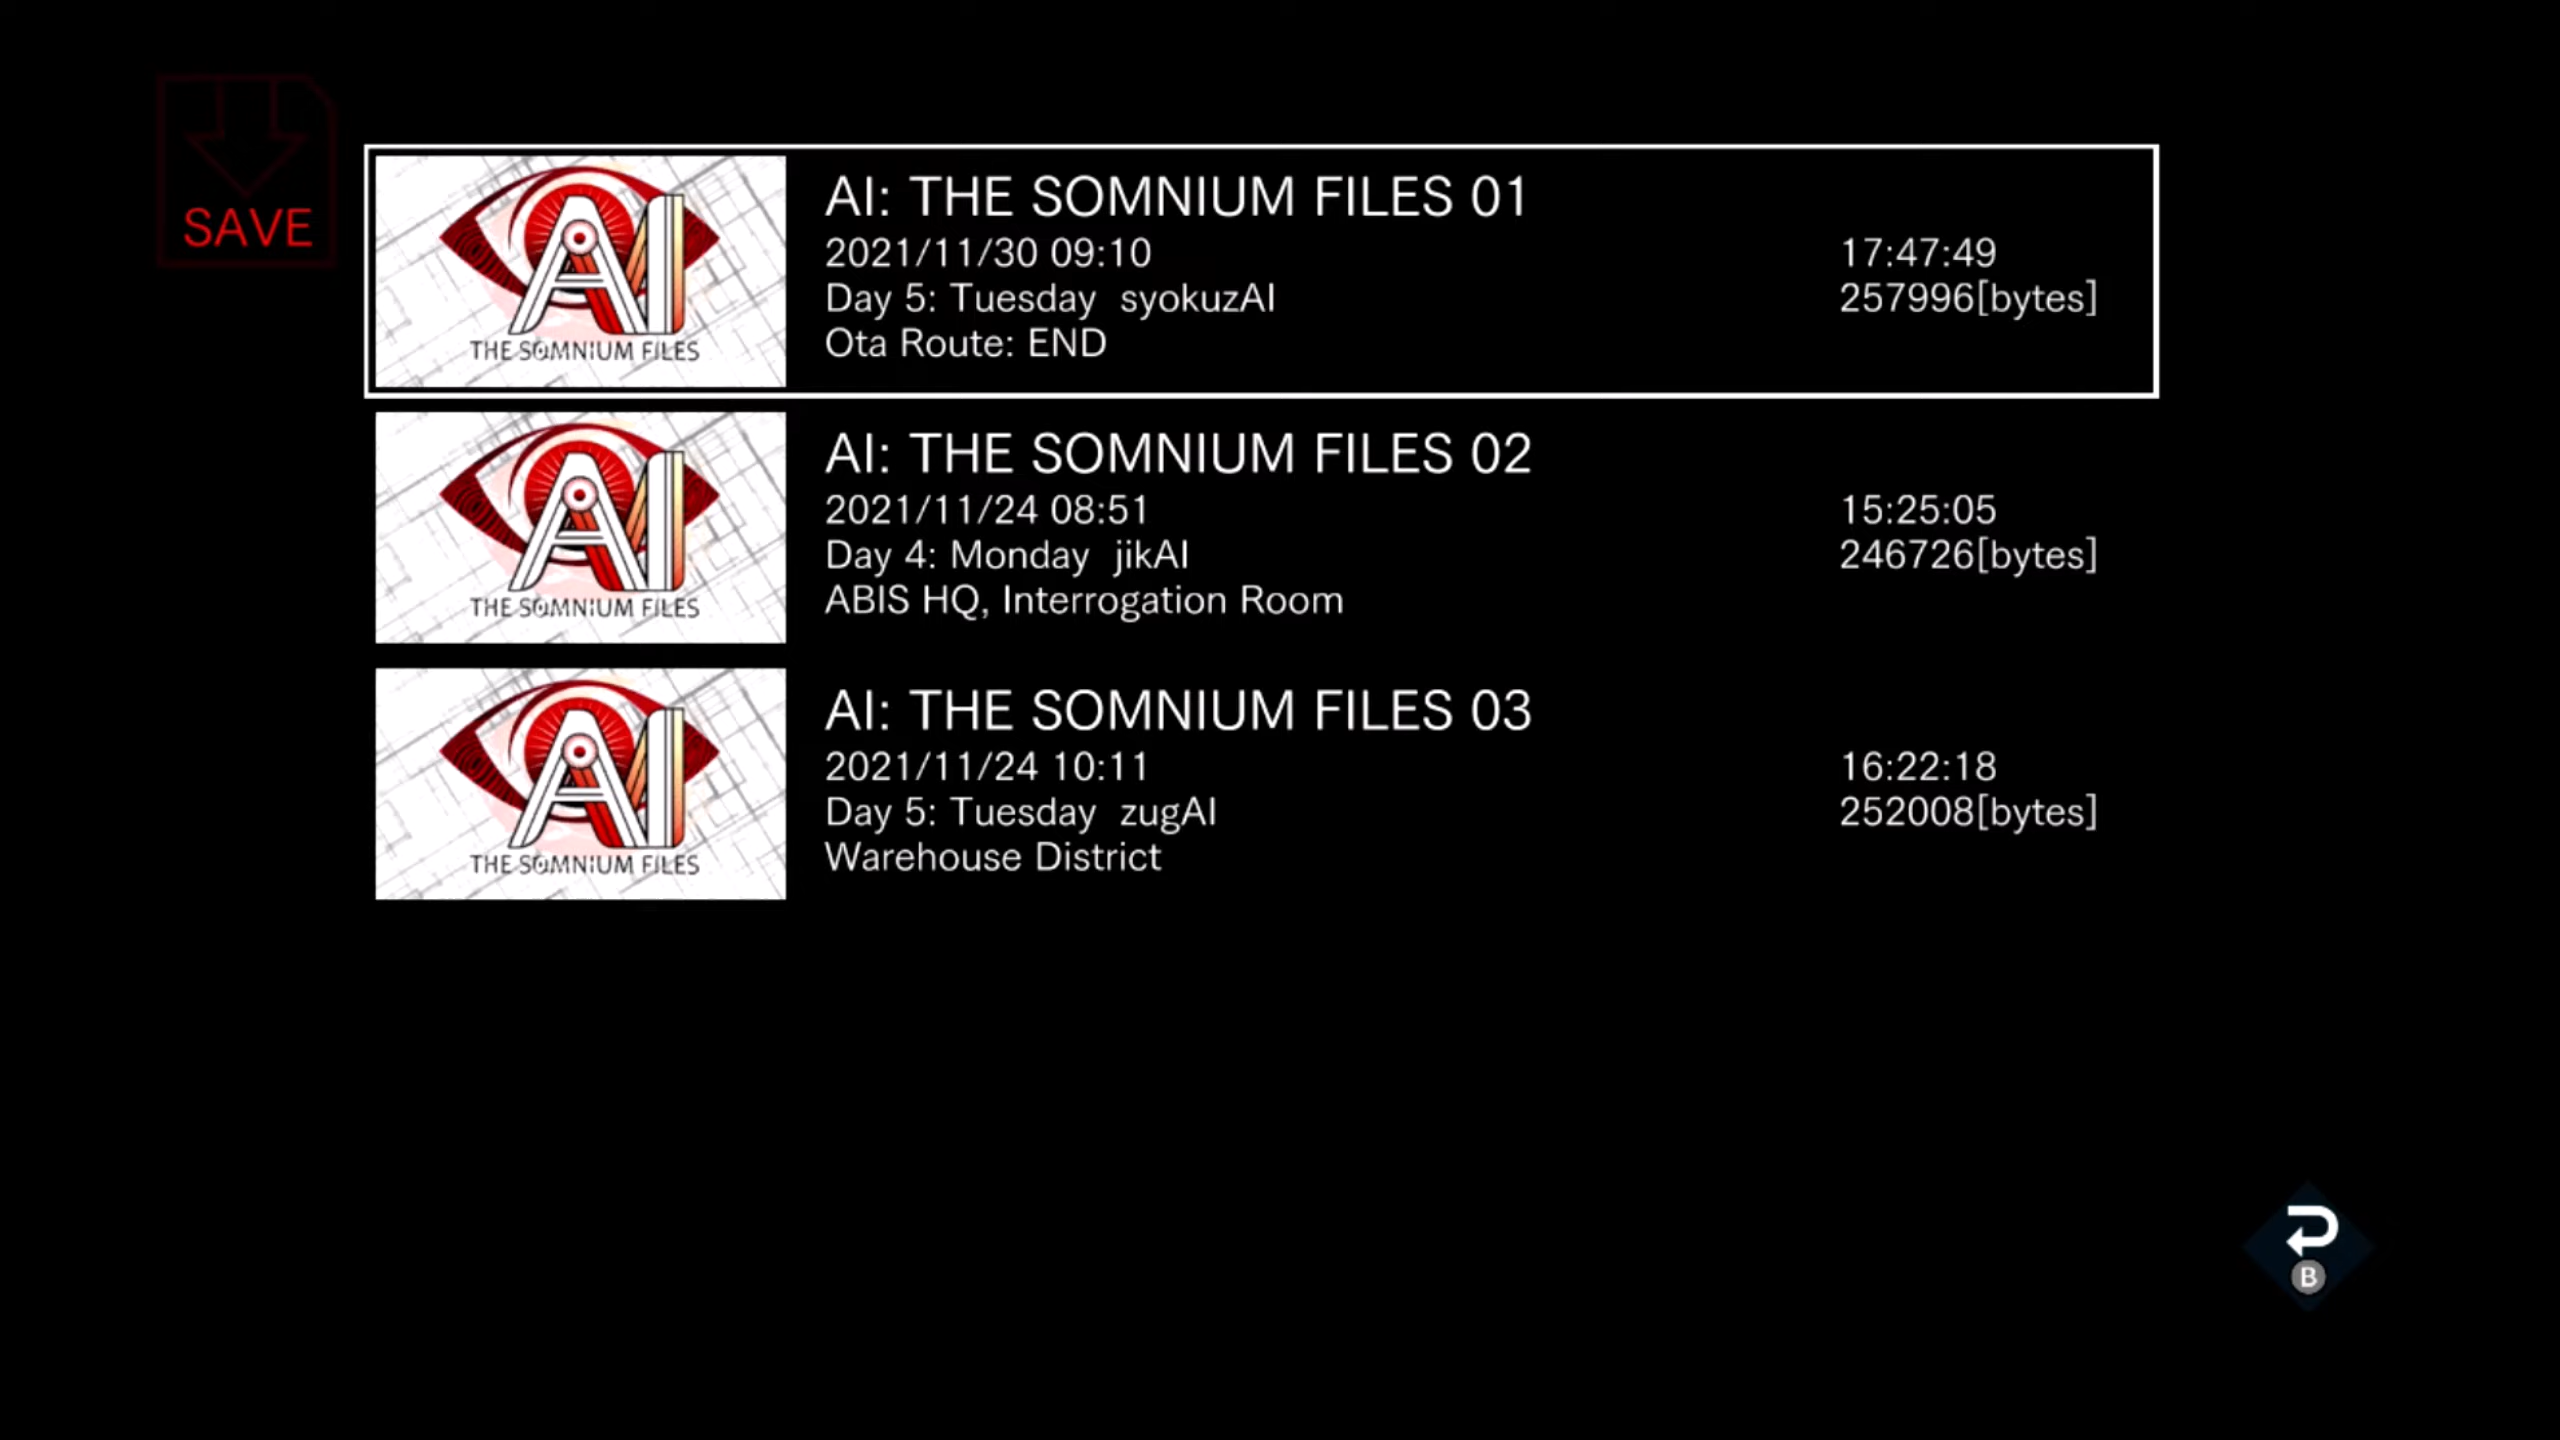 SAVE
AI: THE SOMNIUM FILES 01
2021/11/30 09:10
17:47:49
Day 5: Tuesday syokuzAI
257996[bytes]
Ota Route: END
AI
THE SOMNIUM FILES
AI: THE SOMNIUM FILES 02
2021/11/24 08:51
15:25:05
Day 4: Monday jikAI
246726[bytes]
ABIS HQ, Interrogation Room
AI
THE SOMNIUM FILES
AI: THE SOMNIUM FILES 03
2021/11/24 10:11
16:22:18
Day 5: Tuesday zugAI
252008[bytes]
Warehouse District
AI
THE SOMNIUM FILES
B